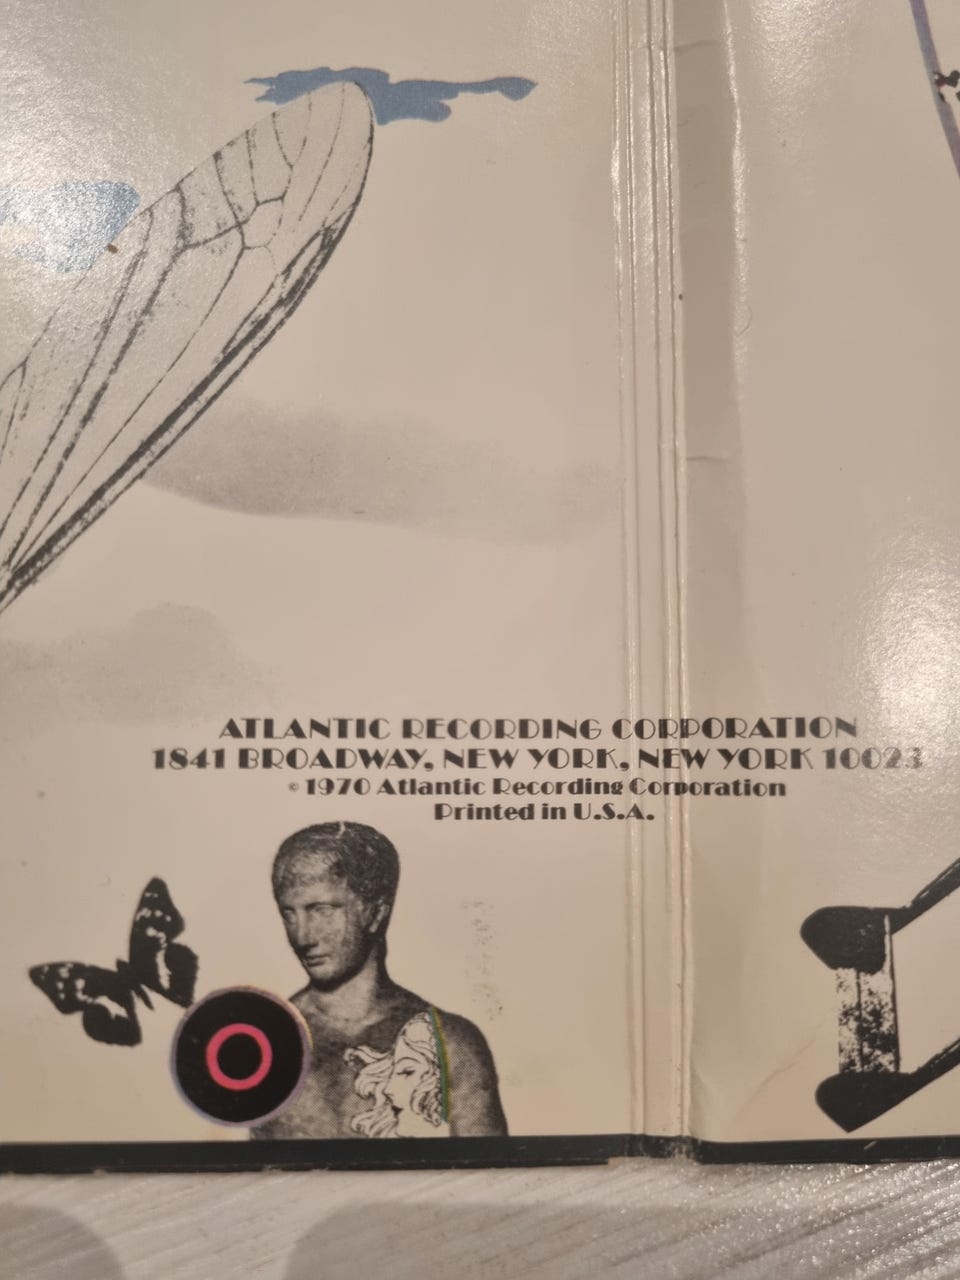 ATLANTIC RECORDING CORPORATION
1841 BROADWAY, NEW YORK, NEW YORK 10023
© 1970 Atlantic Recording Corporation
Printed in U.S.A.